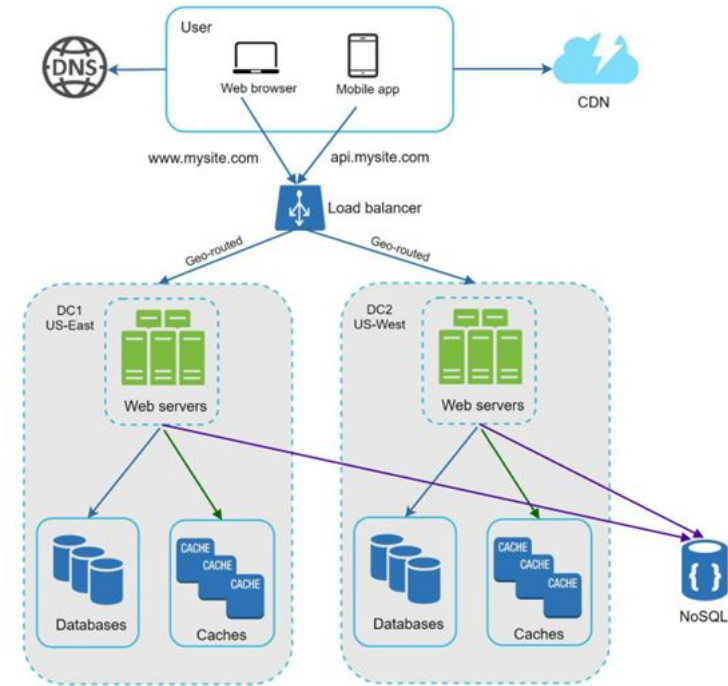 User
DNS
Web browser
Mobile app
CDN
www.mysite.com
api.mysite.com
Load balancer
Geo-routed
Geo-routed
DC1
US-East
Web servers
DC2
US-West
Web servers
Databases
CACHE
CACHE
CACHE
Caches
Databases
CACHE
CACHE
CACHE
Caches
{ }
NoSQL